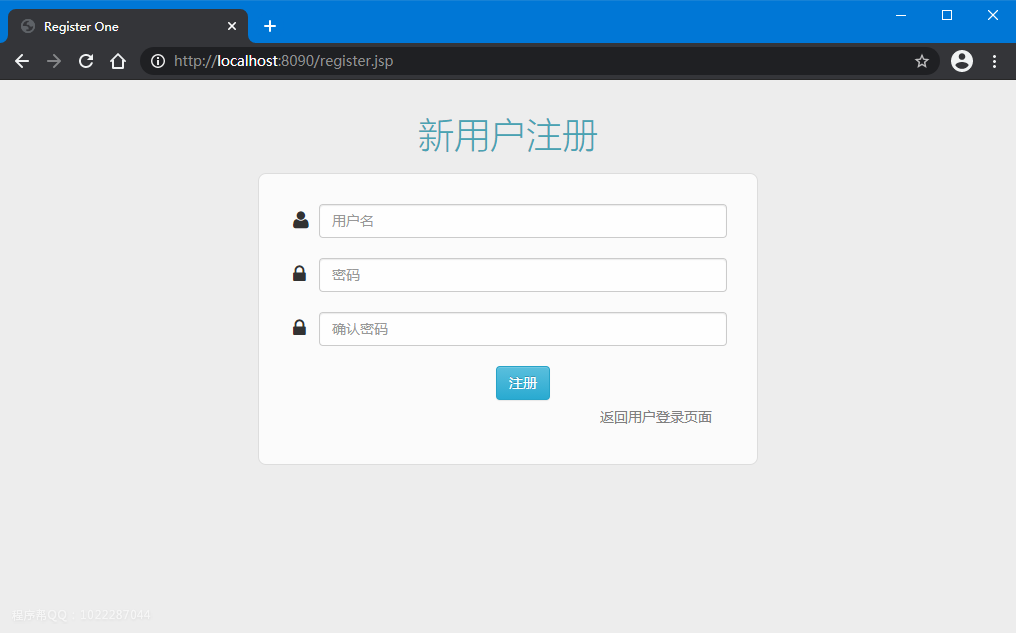 Register One
http://localhost:8090/register.jsp
新用户注册
用户名
密码
确认密码
注册
返回用户登录页面
程序帮QQ：1022287044